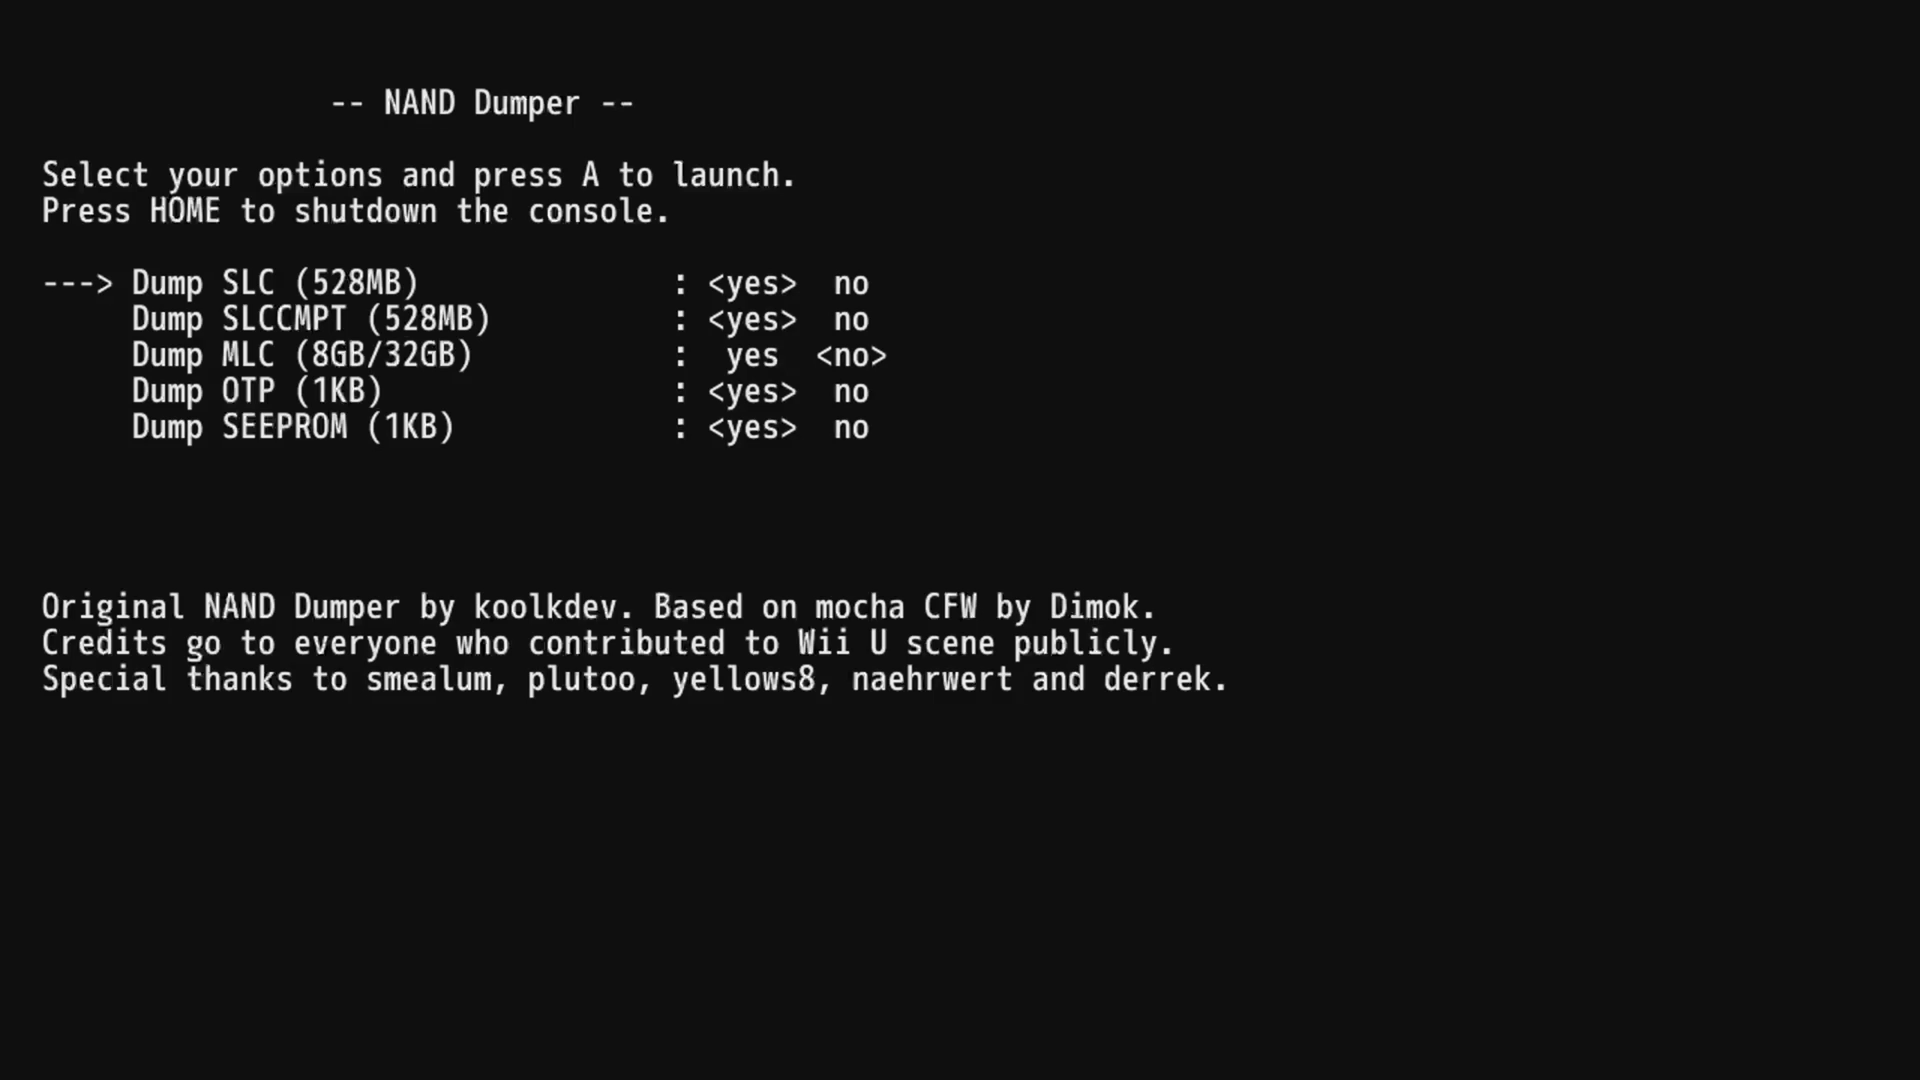 -- NAND Dumper --
Select your options and press A to launch.
Press HOME to shutdown the console.
---> Dump SLC (528MB) : <yes> no
Dump SLCCMPT (528MB) : <yes> no
Dump MLC (8GB/32GB) : yes <no>
Dump OTP (1KB) : <yes> no
Dump SEEPROM (1KB) : <yes> no
Original NAND Dumper by koolkdev. Based on mocha CFW by Dimok.
Credits go to everyone who contributed to Wii U scene publicly.
Special thanks to smealum, plutoo, yellows8, naehrwert and derrek.